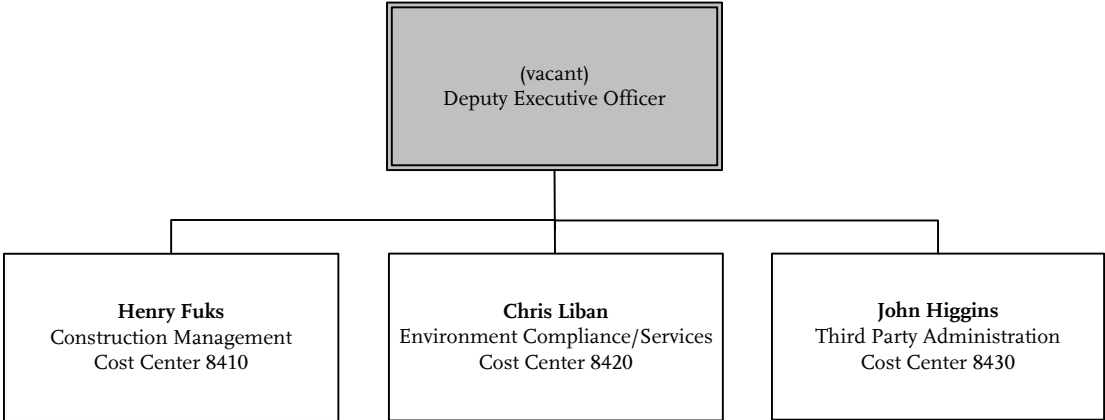 (vacant)
Deputy Executive Officer
Henry Fuks
Construction Management
Cost Center 8410
Chris Liban
Environment Compliance/Services
Cost Center 8420
John Higgins
Third Party Administration
Cost Center 8430